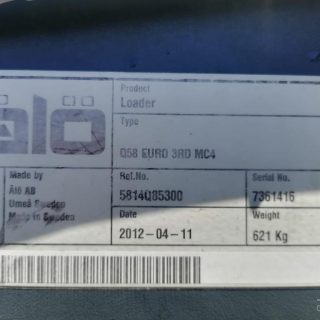 ålö
Product
Loader
Type
Q58 EURO 3RD MC4
Made by
Ålö AB
Umeå Sweden
Made in Sweden
Ref.No.
5814Q85300
Serial No.
7361416
Date
2012-04-11
Weight
621 Kg